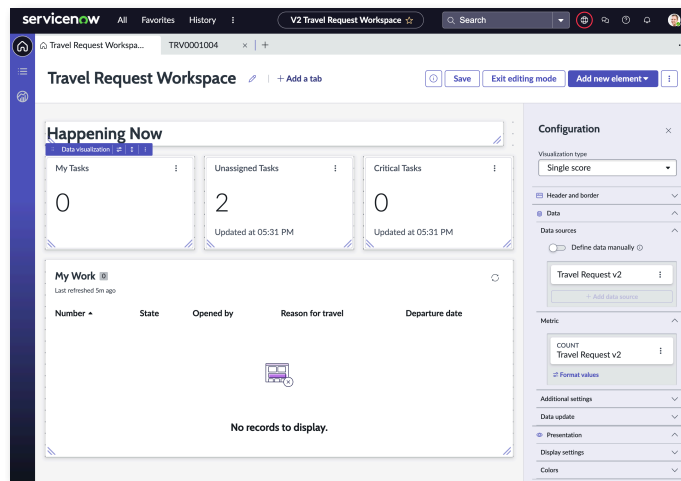 servicenow All Favorites History V2 Travel Request Workspace Search
Travel Request Workspa... TRV0001004
Travel Request Workspace + Add a tab Save Exit editing mode Add new element
Happening Now
Data visualization
My Tasks Unassigned Tasks Critical Tasks
0 2 0
Updated at 05:31 PM Updated at 05:31 PM
My Work 0
Last refreshed 5m ago
Number State Opened by Reason for travel Departure date
No records to display.
Configuration
Visualization type
Single score
Header and border
Data
Data sources
Define data manually
Travel Request v2
+ Add data source
Metric
COUNT
Travel Request v2
Format values
Additional settings
Data update
Presentation
Display settings
Colors